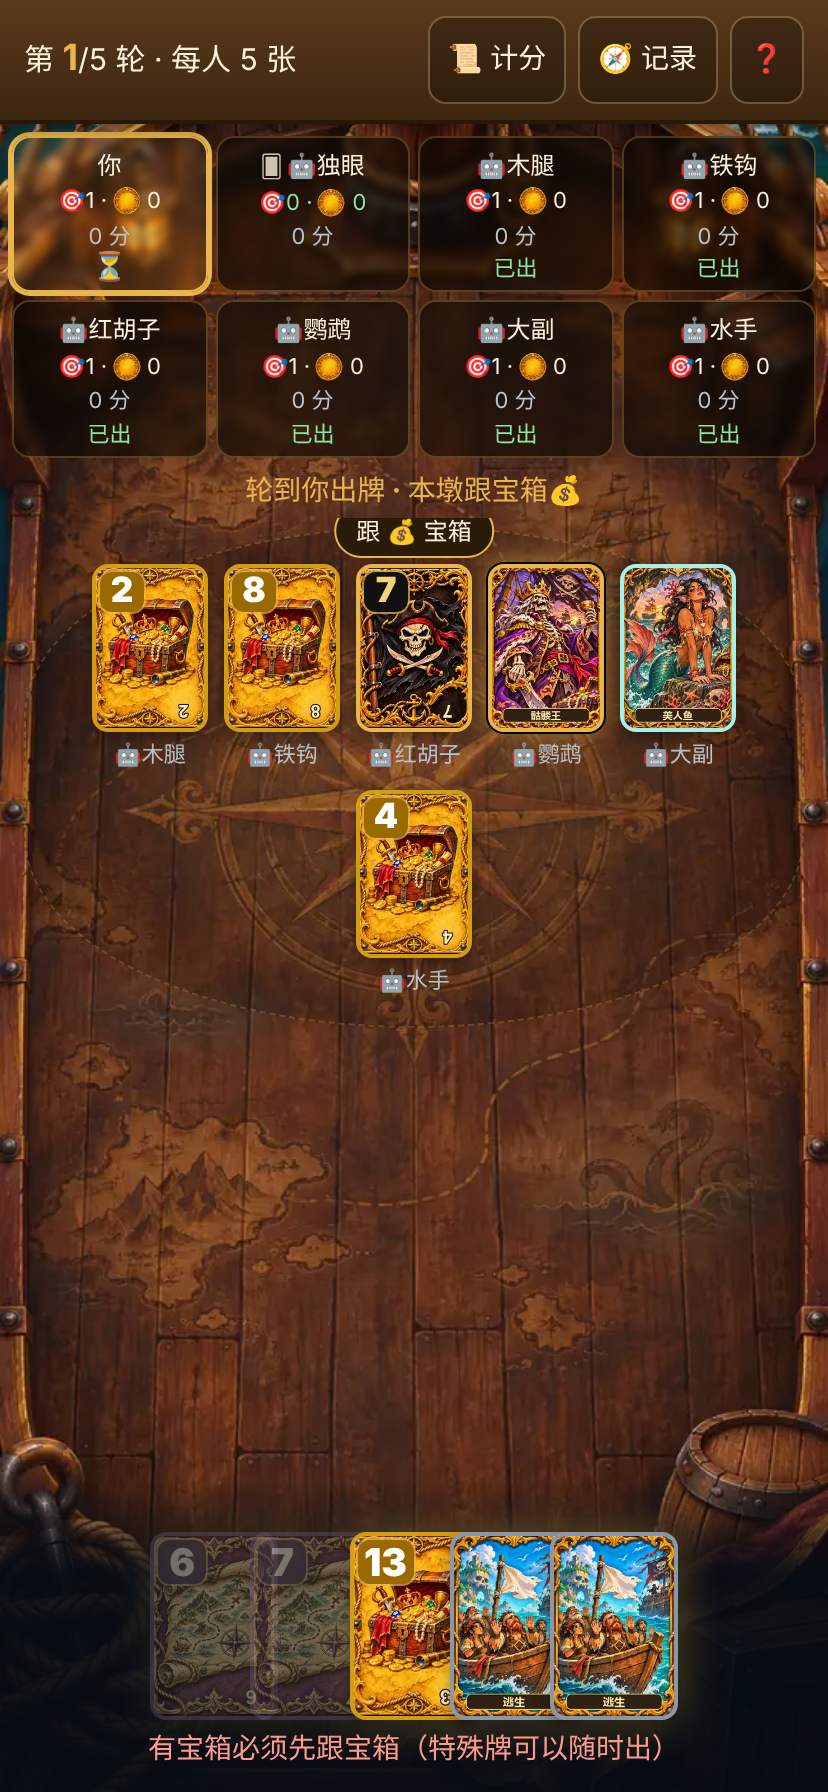 第 1/5 轮 · 每人 5 张
📜 计分
🧭 记录
❓
你
🎯1 · 0
0 分
⏳
🤖独眼
🎯0 · 0
0 分
🤖木腿
🎯1 · 0
0 分
已出
🤖铁钩
🎯1 · 0
0 分
已出
🤖红胡子
🎯1 · 0
0 分
已出
🤖鹦鹉
🎯1 · 0
0 分
已出
🤖大副
🎯1 · 0
0 分
已出
🤖水手
🎯1 · 0
0 分
已出
轮到你出牌 · 本墩跟宝箱💰
跟 💰 宝箱
2
2
🤖木腿
8
8
🤖铁钩
7
7
🤖红胡子
骷髅王
🤖鹦鹉
美人鱼
🤖大副
4
4
🤖水手
6
6
7
13
逃生
逃生
有宝箱必须先跟宝箱（特殊牌可以随时出）